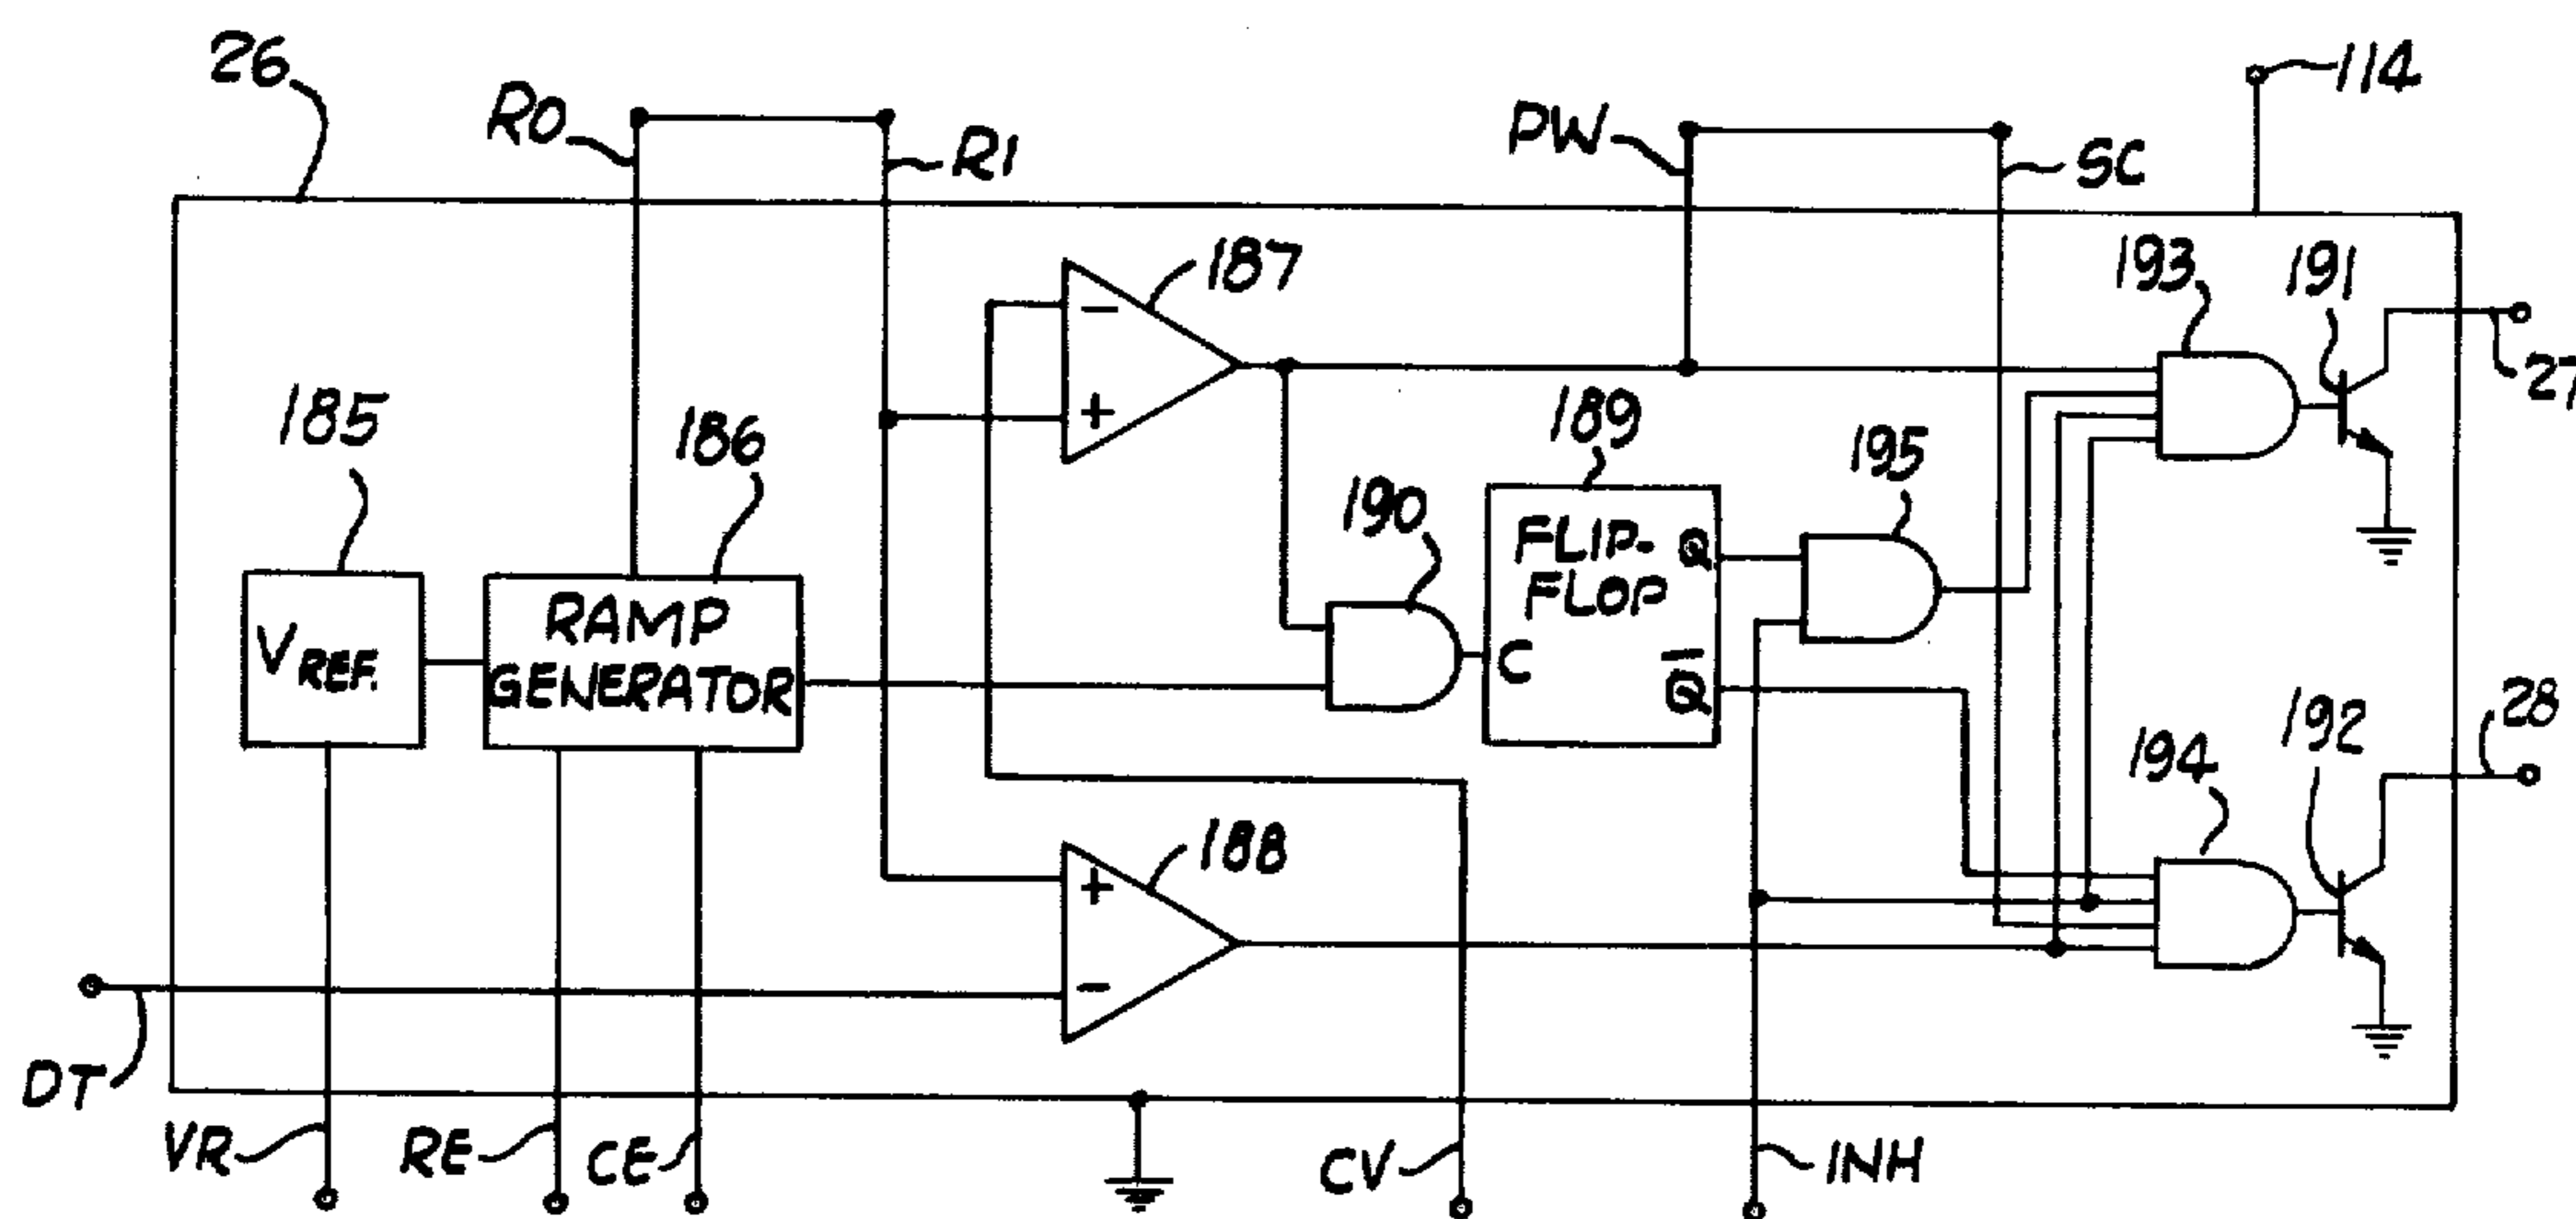 26
RO
R1
PW
SC
114
187
193
191
27
185
186
189
195
190
VREF.
RAMP
GENERATOR
FLIP-
FLOP
Q
C
Q̅
+
−
188
+
−
194
192
28
DT
VR
RE
CE
CV
INH